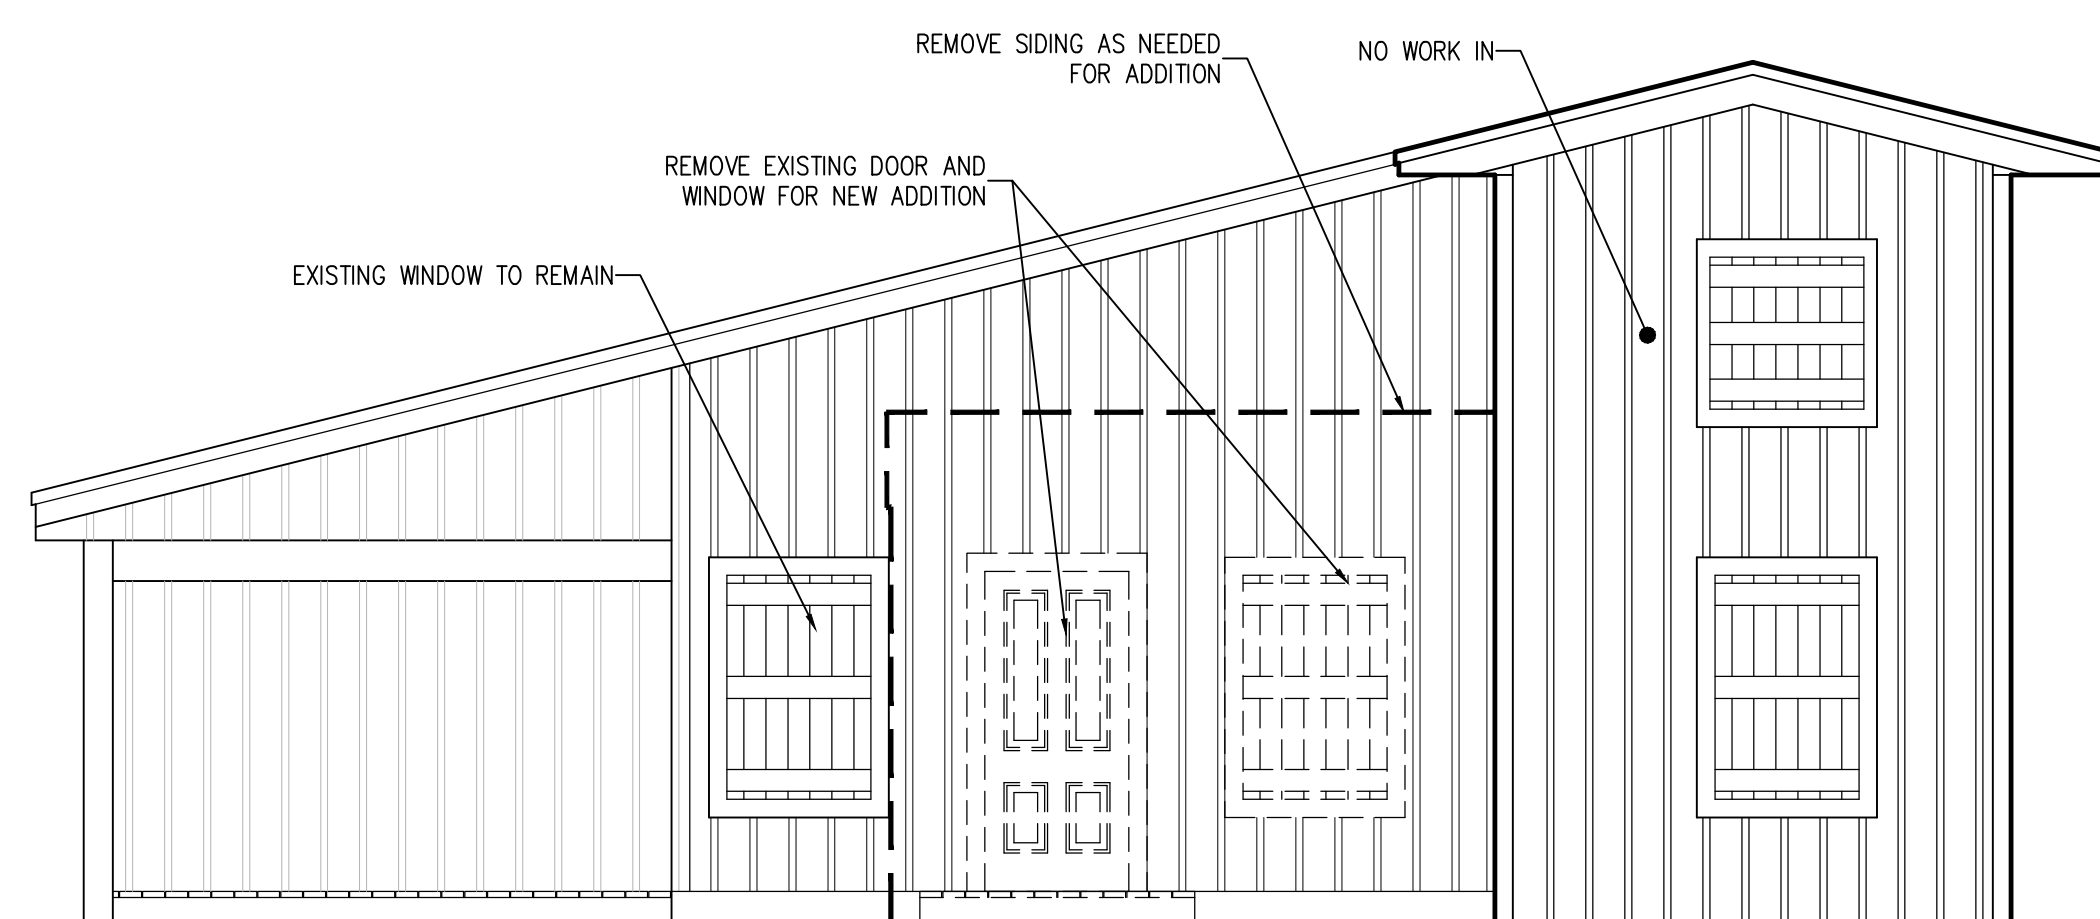 REMOVE SIDING AS NEEDED
FOR ADDITION
NO WORK IN
REMOVE EXISTING DOOR AND
WINDOW FOR NEW ADDITION
EXISTING WINDOW TO REMAIN